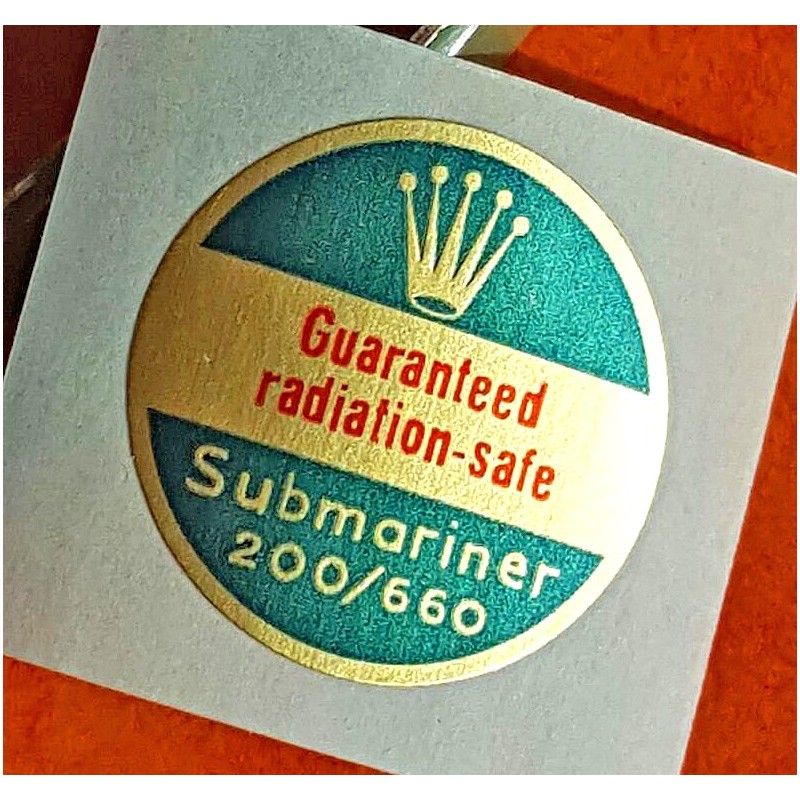 Guaranteed
radiation-safe
Submariner
200/660